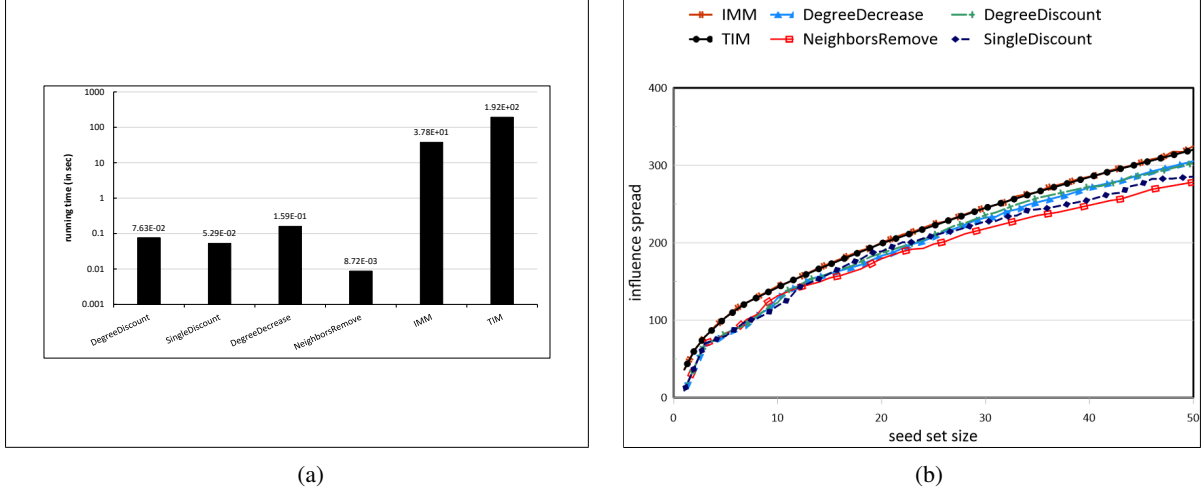 1000
100
10
1
0.1
0.01
0.001
running time (in sec)
7.63E-02
5.29E-02
1.59E-01
8.72E-03
3.78E+01
1.92E+02
DegreeDiscount
SingleDiscount
DegreeDecrease
NeighborsRemove
IMM
TIM
(a)
IMM DegreeDecrease DegreeDiscount
TIM NeighborsRemove SingleDiscount
400
300
200
100
0
influence spread
0 10 20 30 40 50
seed set size
(b)